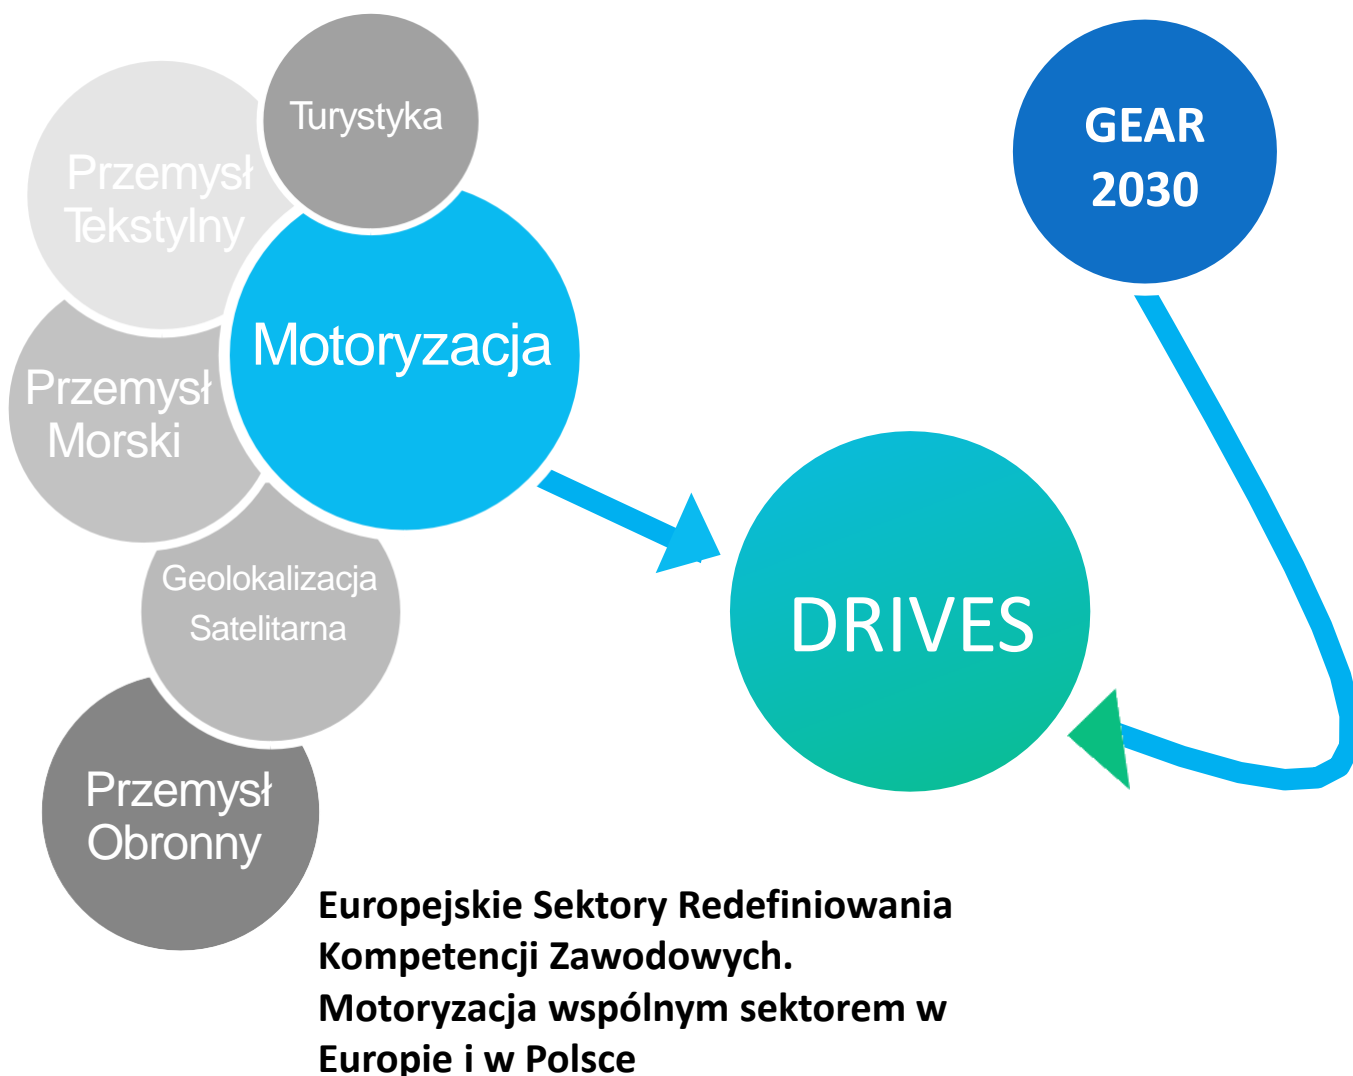 Turystyka
GEAR
2030
Przemysł
Tekstylny
Motoryzacja
Przemysł
Morski
Geolokalizacja
Satelitarna
DRIVES
Przemysł
Obronny
Europejskie Sektory Redefiniowania
Kompetencji Zawodowych.
Motoryzacja wspólnym sektorem w
Europie i w Polsce